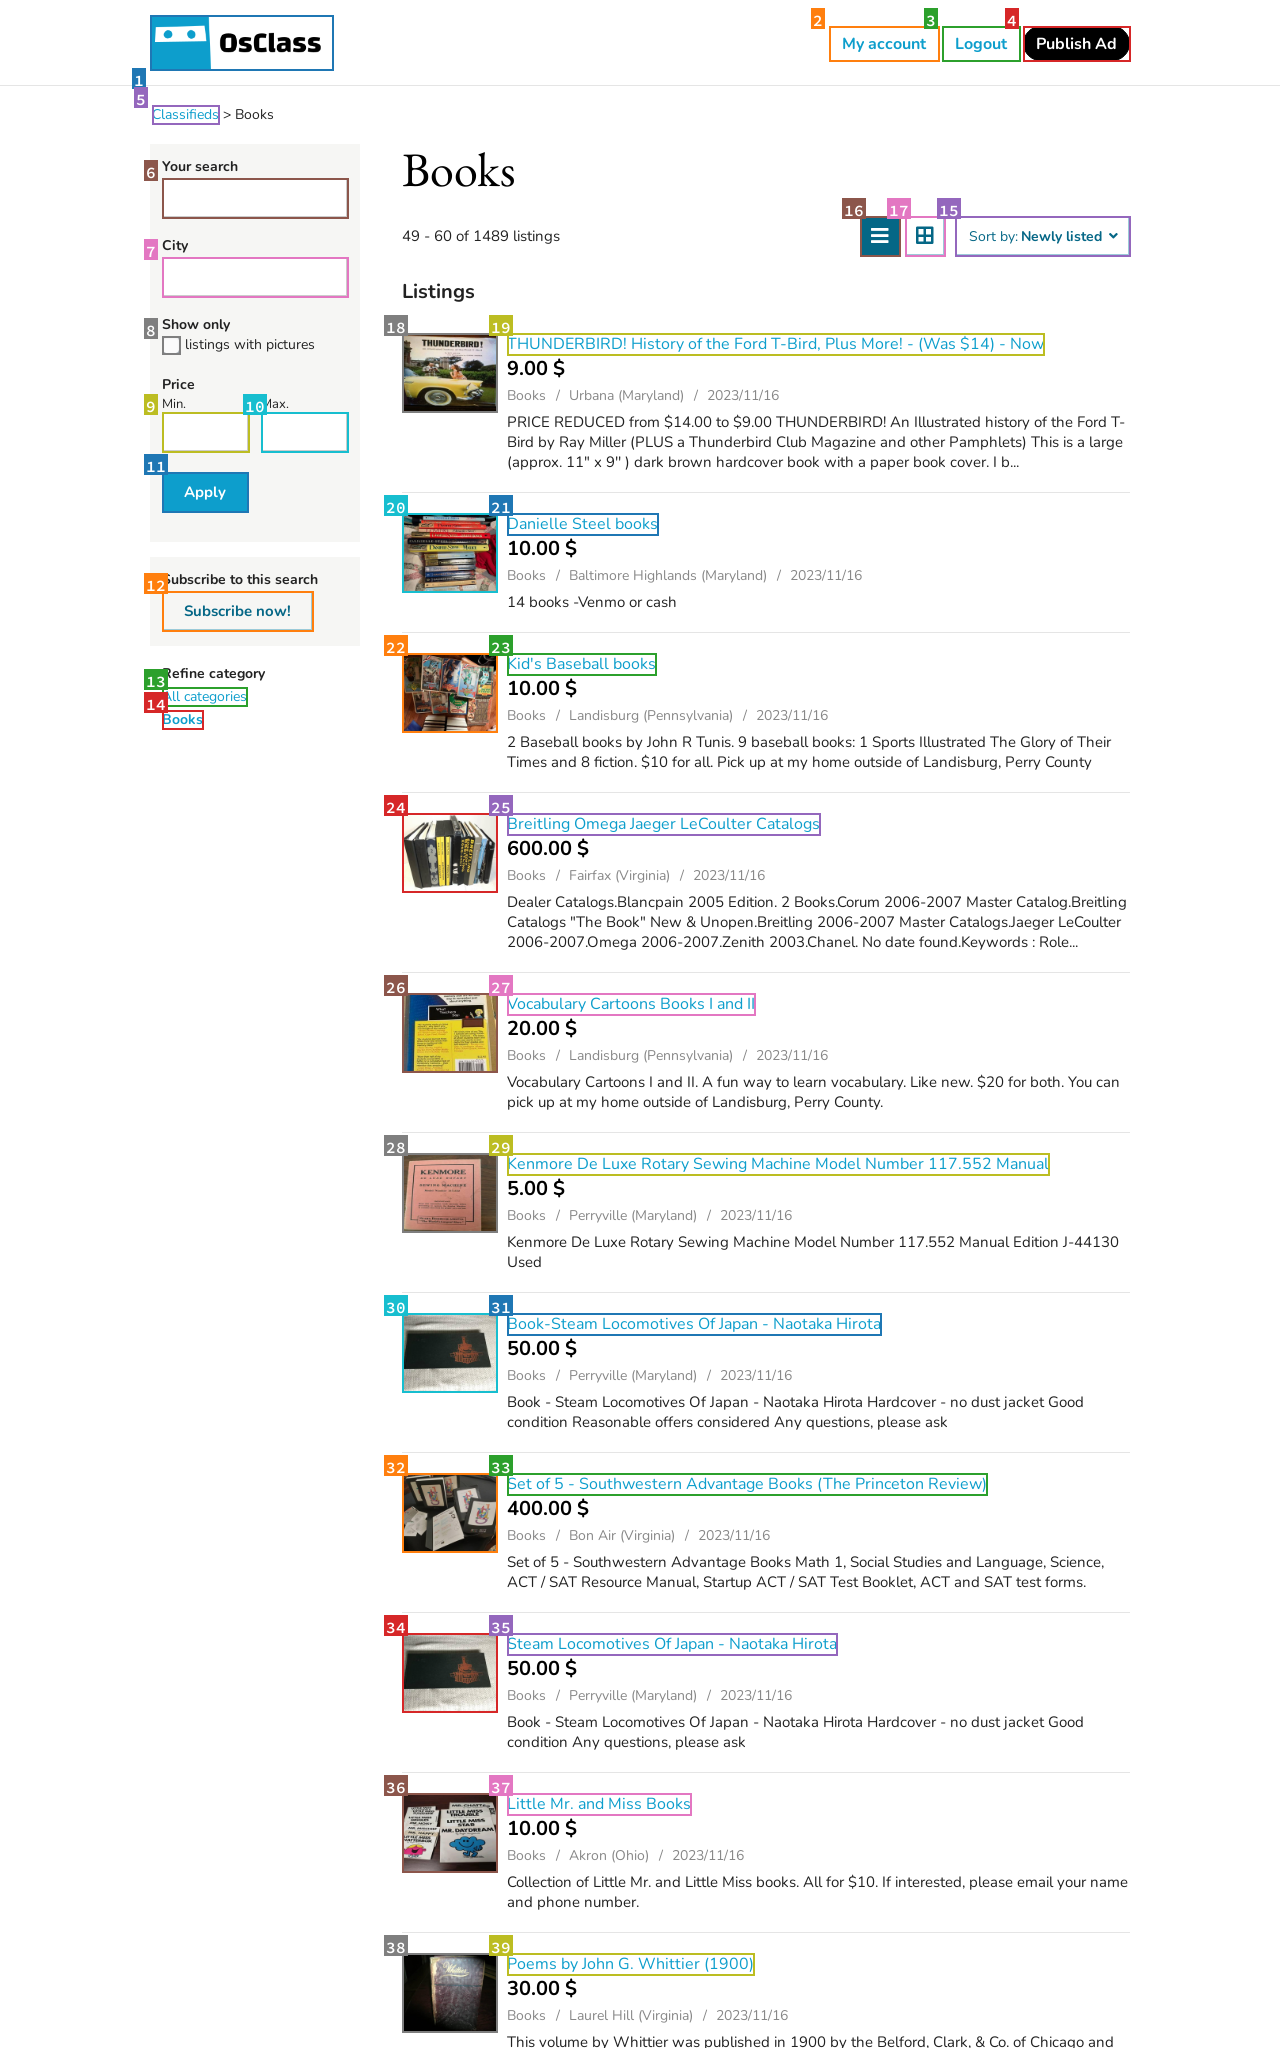 OsClass
2
3
4
My account
Logout
Publish Ad
1
5
Classifieds > Books
6
Your search
7
City
8
Show only
listings with pictures
Price
9
Min.
10
Max.
11
Apply
12
Subscribe to this search
Subscribe now!
Refine category
13
All categories
14
Books
Books
49 - 60 of 1489 listings
16
17
15
Sort by: Newly listed
Listings
18
THUNDERBIRD!
19
THUNDERBIRD! History of the Ford T-Bird, Plus More! - (Was $14) - Now
9.00 $
Books / Urbana (Maryland) / 2023/11/16
PRICE REDUCED from $14.00 to $9.00 THUNDERBIRD! An Illustrated history of the Ford T-
Bird by Ray Miller (PLUS a Thunderbird Club Magazine and other Pamphlets) This is a large
(approx. 11" x 9" ) dark brown hardcover book with a paper book cover. I b...
20
21
Danielle Steel books
10.00 $
Books / Baltimore Highlands (Maryland) / 2023/11/16
14 books -Venmo or cash
22
23
Kid's Baseball books
10.00 $
Books / Landisburg (Pennsylvania) / 2023/11/16
2 Baseball books by John R Tunis. 9 baseball books: 1 Sports Illustrated The Glory of Their
Times and 8 fiction. $10 for all. Pick up at my home outside of Landisburg, Perry County
24
25
Breitling Omega Jaeger LeCoulter Catalogs
600.00 $
Books / Fairfax (Virginia) / 2023/11/16
Dealer Catalogs.Blancpain 2005 Edition. 2 Books.Corum 2006-2007 Master Catalog.Breitling
Catalogs "The Book" New & Unopen.Breitling 2006-2007 Master Catalogs.Jaeger LeCoulter
2006-2007.Omega 2006-2007.Zenith 2003.Chanel. No date found.Keywords : Role...
26
27
Vocabulary Cartoons Books I and II
20.00 $
Books / Landisburg (Pennsylvania) / 2023/11/16
Vocabulary Cartoons I and II. A fun way to learn vocabulary. Like new. $20 for both. You can
pick up at my home outside of Landisburg, Perry County.
28
KENMORE
29
Kenmore De Luxe Rotary Sewing Machine Model Number 117.552 Manual
5.00 $
Books / Perryville (Maryland) / 2023/11/16
Kenmore De Luxe Rotary Sewing Machine Model Number 117.552 Manual Edition J-44130
Used
30
31
Book-Steam Locomotives Of Japan - Naotaka Hirota
50.00 $
Books / Perryville (Maryland) / 2023/11/16
Book - Steam Locomotives Of Japan - Naotaka Hirota Hardcover - no dust jacket Good
condition Reasonable offers considered Any questions, please ask
32
33
Set of 5 - Southwestern Advantage Books (The Princeton Review)
400.00 $
Books / Bon Air (Virginia) / 2023/11/16
Set of 5 - Southwestern Advantage Books Math 1, Social Studies and Language, Science,
ACT / SAT Resource Manual, Startup ACT / SAT Test Booklet, ACT and SAT test forms.
34
35
Steam Locomotives Of Japan - Naotaka Hirota
50.00 $
Books / Perryville (Maryland) / 2023/11/16
Book - Steam Locomotives Of Japan - Naotaka Hirota Hardcover - no dust jacket Good
condition Any questions, please ask
36
LITTLE MISS
STAR
MR. DAYDREAM
37
Little Mr. and Miss Books
10.00 $
Books / Akron (Ohio) / 2023/11/16
Collection of Little Mr. and Little Miss books. All for $10. If interested, please email your name
and phone number.
38
39
Poems by John G. Whittier (1900)
30.00 $
Books / Laurel Hill (Virginia) / 2023/11/16
This volume by Whittier was published in 1900 by the Belford, Clark, & Co. of Chicago and